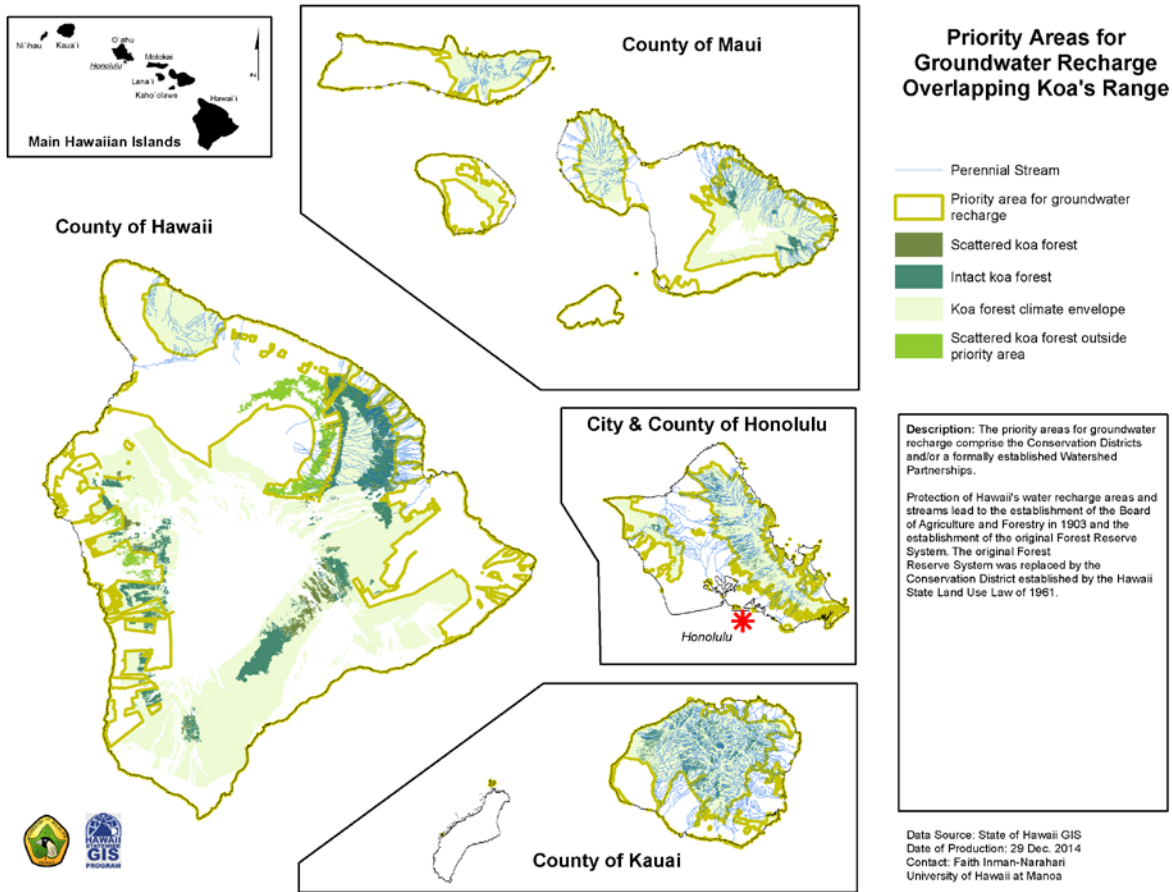 Ni`ihau
Kaua`i
O`ahu
Honolulu
Molokai
Lana`i
Kaho`olawe
Hawai`i
N
Main Hawaiian Islands
County of Maui
Priority Areas for
Groundwater Recharge
Overlapping Koa's Range
Perennial Stream
Priority area for groundwater
recharge
Scattered koa forest
Intact koa forest
Koa forest climate envelope
Scattered koa forest outside
priority area
County of Hawaii
City & County of Honolulu
Honolulu
Description: The priority areas for groundwater
recharge comprise the Conservation Districts
and/or a formally established Watershed
Partnerships.
Protection of Hawaii's water recharge areas and
streams lead to the establishment of the Board
of Agriculture and Forestry in 1903 and the
establishment of the original Forest Reserve
System. The original Forest
Reserve System was replaced by the
Conservation District established by the Hawaii
State Land Use Law of 1961.
County of Kauai
HAWAII
STATEWIDE
GIS
PROGRAM
Data Source: State of Hawaii GIS
Date of Production: 29 Dec. 2014
Contact: Faith Inman-Narahari
University of Hawaii at Manoa